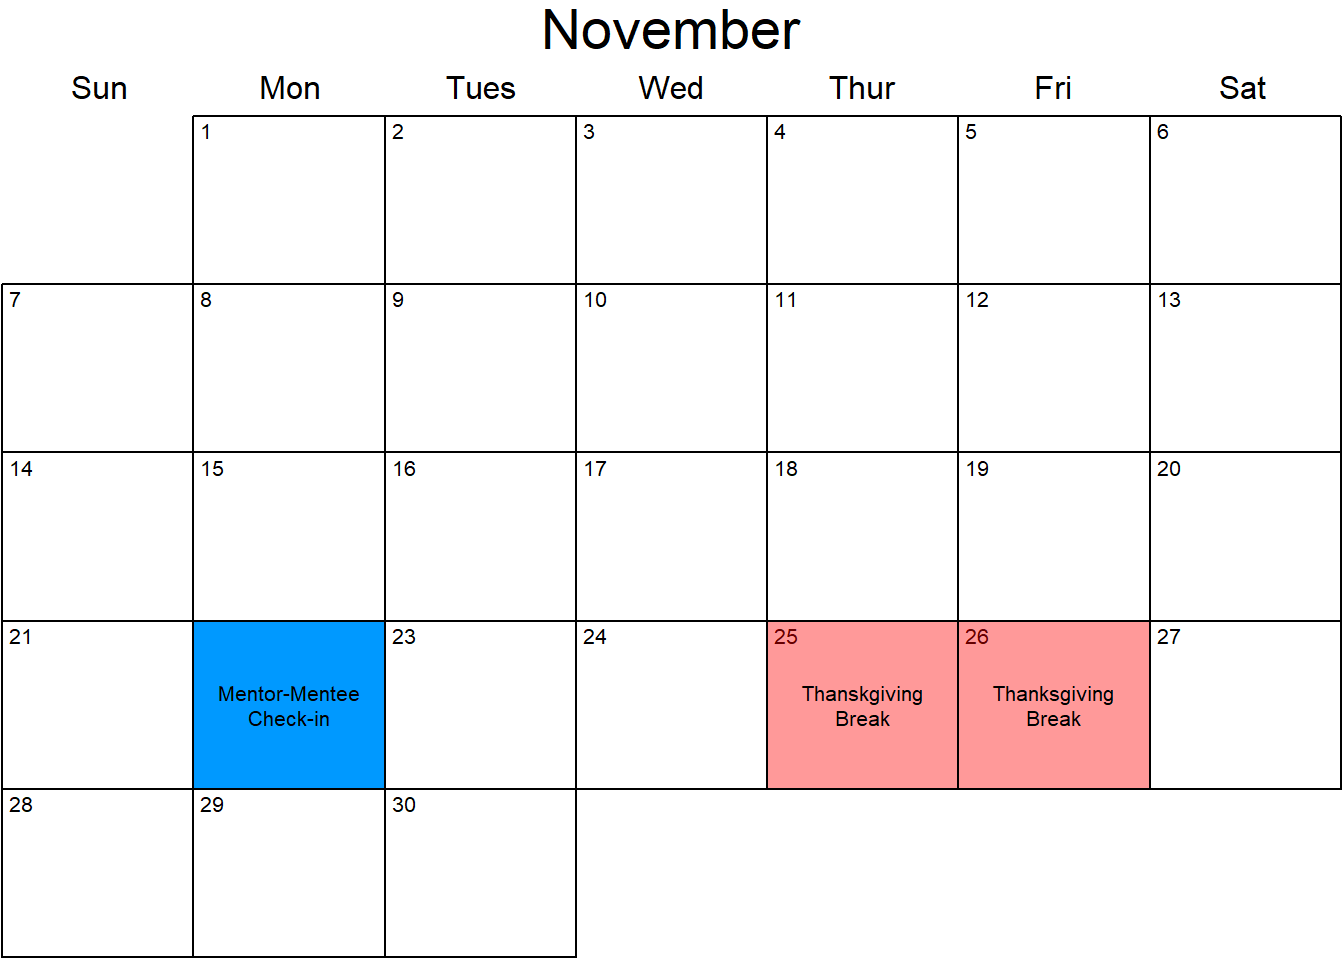 November
Sun Mon Tues Wed Thur Fri Sat
1 2 3 4 5 6
7 8 9 10 11 12 13
14 15 16 17 18 19 20
21 23 24 25 26 27
Mentor-Mentee Thanskgiving Thanksgiving
Check-in Break Break
28 29 30